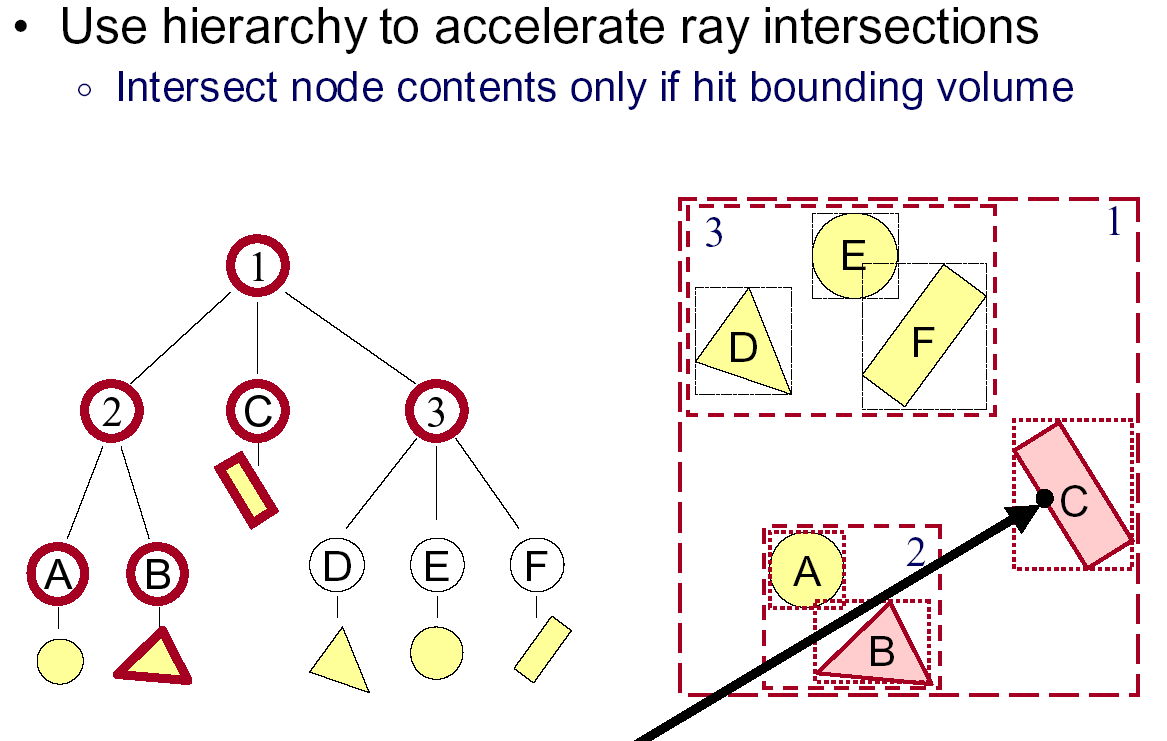 • Use hierarchy to accelerate ray intersections
○ Intersect node contents only if hit bounding volume
1
2 C 3
A B D E F
3 E 1
D F
C
A 2
B